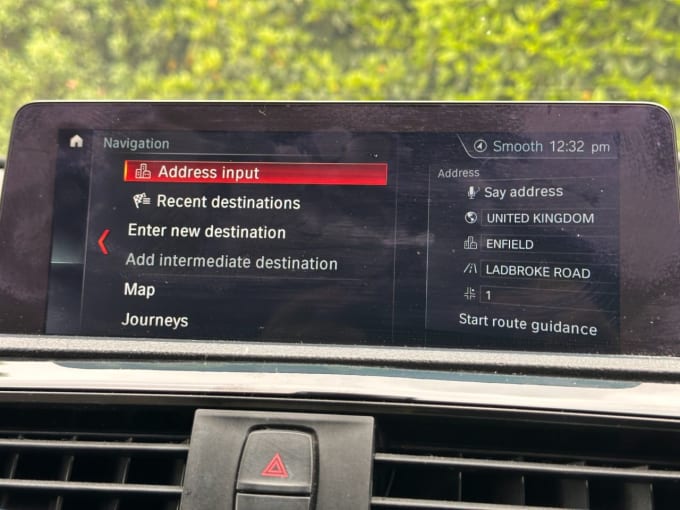 Navigation
Smooth 12:32 pm
Address input
Recent destinations
Enter new destination
Add intermediate destination
Map
Journeys
Address
Say address
UNITED KINGDOM
ENFIELD
LADBROKE ROAD
1
Start route guidance